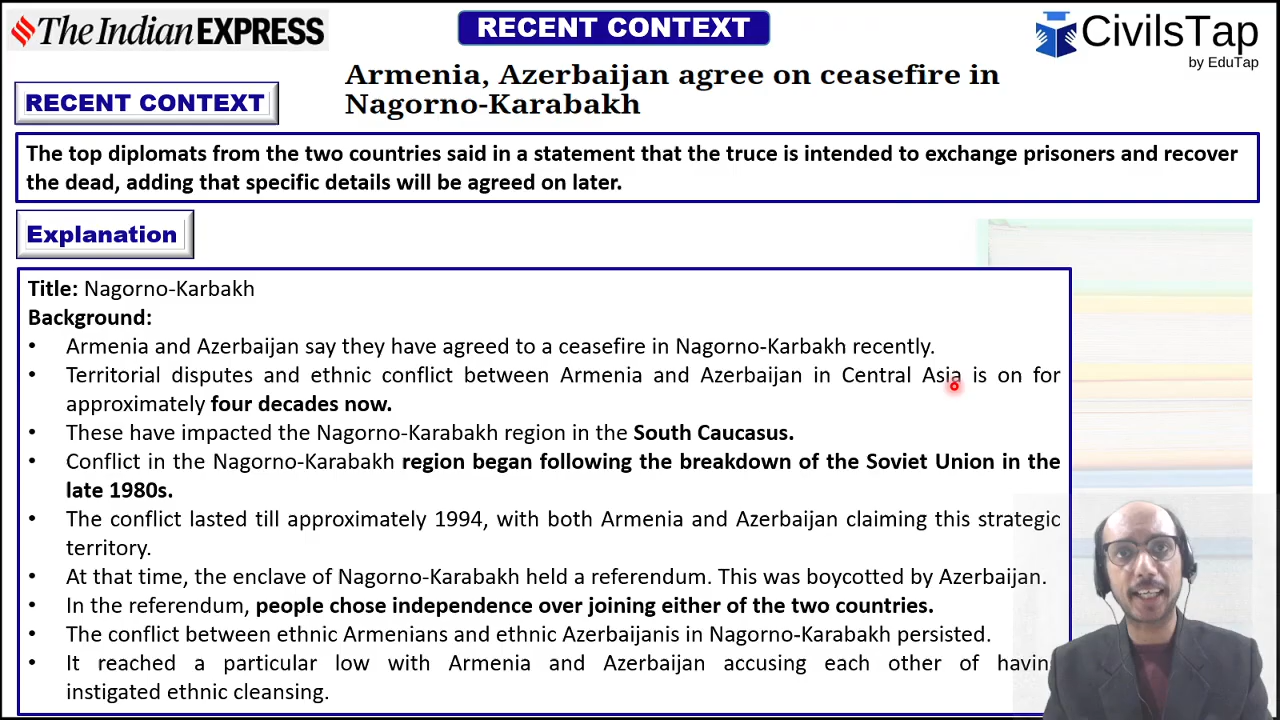 The Indian EXPRESS
RECENT CONTEXT
CivilsTap
by EduTap
Armenia, Azerbaijan agree on ceasefire in
Nagorno-Karabakh
RECENT CONTEXT
The top diplomats from the two countries said in a statement that the truce is intended to exchange prisoners and recover
the dead, adding that specific details will be agreed on later.
Explanation
Title: Nagorno-Karbakh
Background:
• Armenia and Azerbaijan say they have agreed to a ceasefire in Nagorno-Karbakh recently.
• Territorial disputes and ethnic conflict between Armenia and Azerbaijan in Central Asia is on for
approximately four decades now.
• These have impacted the Nagorno-Karabakh region in the South Caucasus.
• Conflict in the Nagorno-Karabakh region began following the breakdown of the Soviet Union in the
late 1980s.
• The conflict lasted till approximately 1994, with both Armenia and Azerbaijan claiming this strategic
territory.
• At that time, the enclave of Nagorno-Karabakh held a referendum. This was boycotted by Azerbaijan.
• In the referendum, people chose independence over joining either of the two countries.
• The conflict between ethnic Armenians and ethnic Azerbaijanis in Nagorno-Karabakh persisted.
• It reached a particular low with Armenia and Azerbaijan accusing each other of havin
instigated ethnic cleansing.